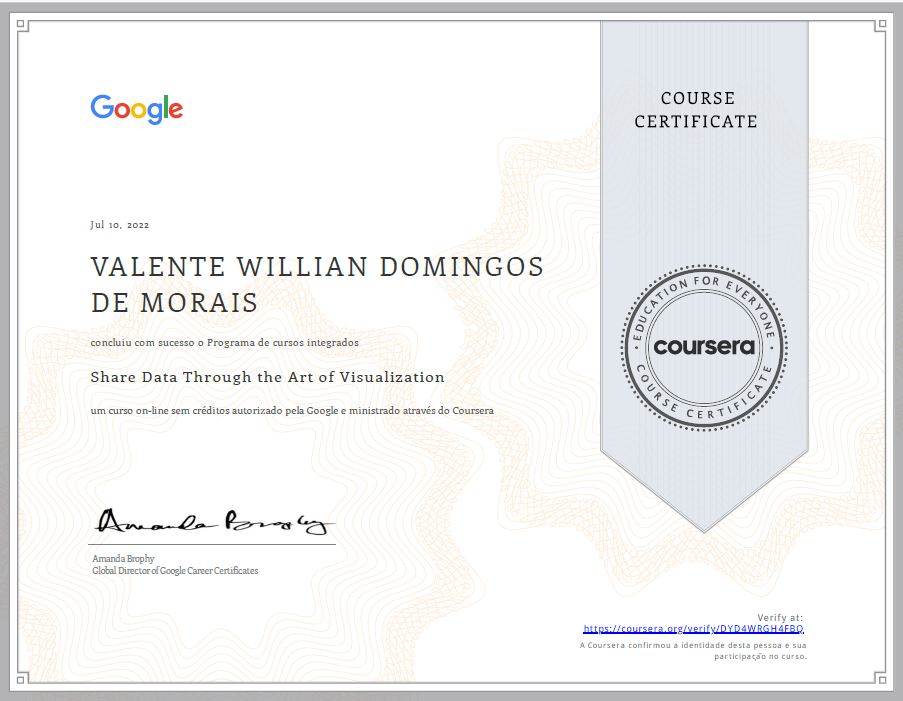 Google
COURSE
CERTIFICATE
Jul 10, 2022
VALENTE WILLIAN DOMINGOS
DE MORAIS
concluiu com sucesso o Programa de cursos integrados
Share Data Through the Art of Visualization
um curso on-line sem créditos autorizado pela Google e ministrado através do Coursera
EDUCATION FOR EVERYONE
coursera
COURSE CERTIFICATE
Amanda Brophy
Amanda Brophy
Global Director of Google Career Certificates
Verify at:
https://coursera.org/verify/DYD4WRGH4FBQ
A Coursera confirmou a identidade desta pessoa e sua
participação no curso.